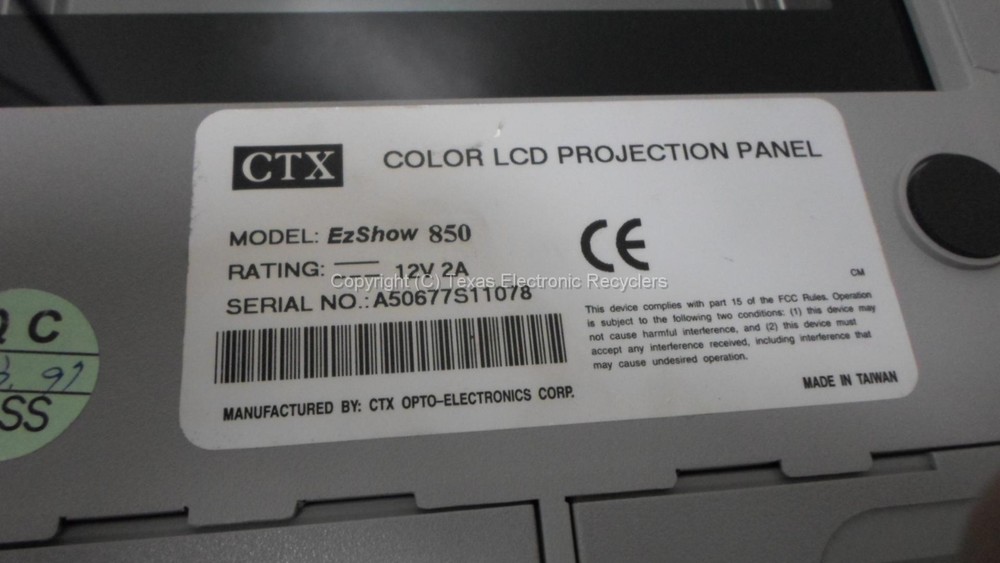 CTX COLOR LCD PROJECTION PANEL
MODEL: EzShow 850
RATING: 12V 2A
SERIAL NO.: A50677S11078
MANUFACTURED BY: CTX OPTO-ELECTRONICS CORP.
CE
CM
This device complies with part 15 of the FCC Rules. Operation
is subject to the following two conditions: (1) this device may
not cause harmful interference, and (2) this device must
accept any interference received, including interference that
may cause undesired operation.
MADE IN TAIWAN
Copyright (C) Texas Electronic Recyclers
QC
97
SS